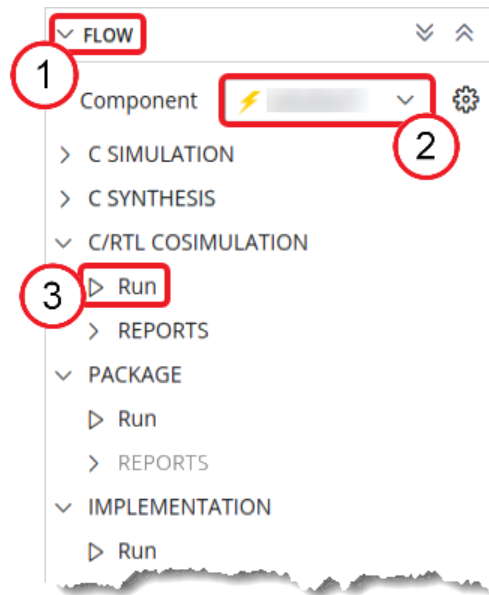 FLOW
1
Component
2
C SIMULATION
C SYNTHESIS
C/RTL COSIMULATION
3 Run
REPORTS
PACKAGE
Run
REPORTS
IMPLEMENTATION
Run